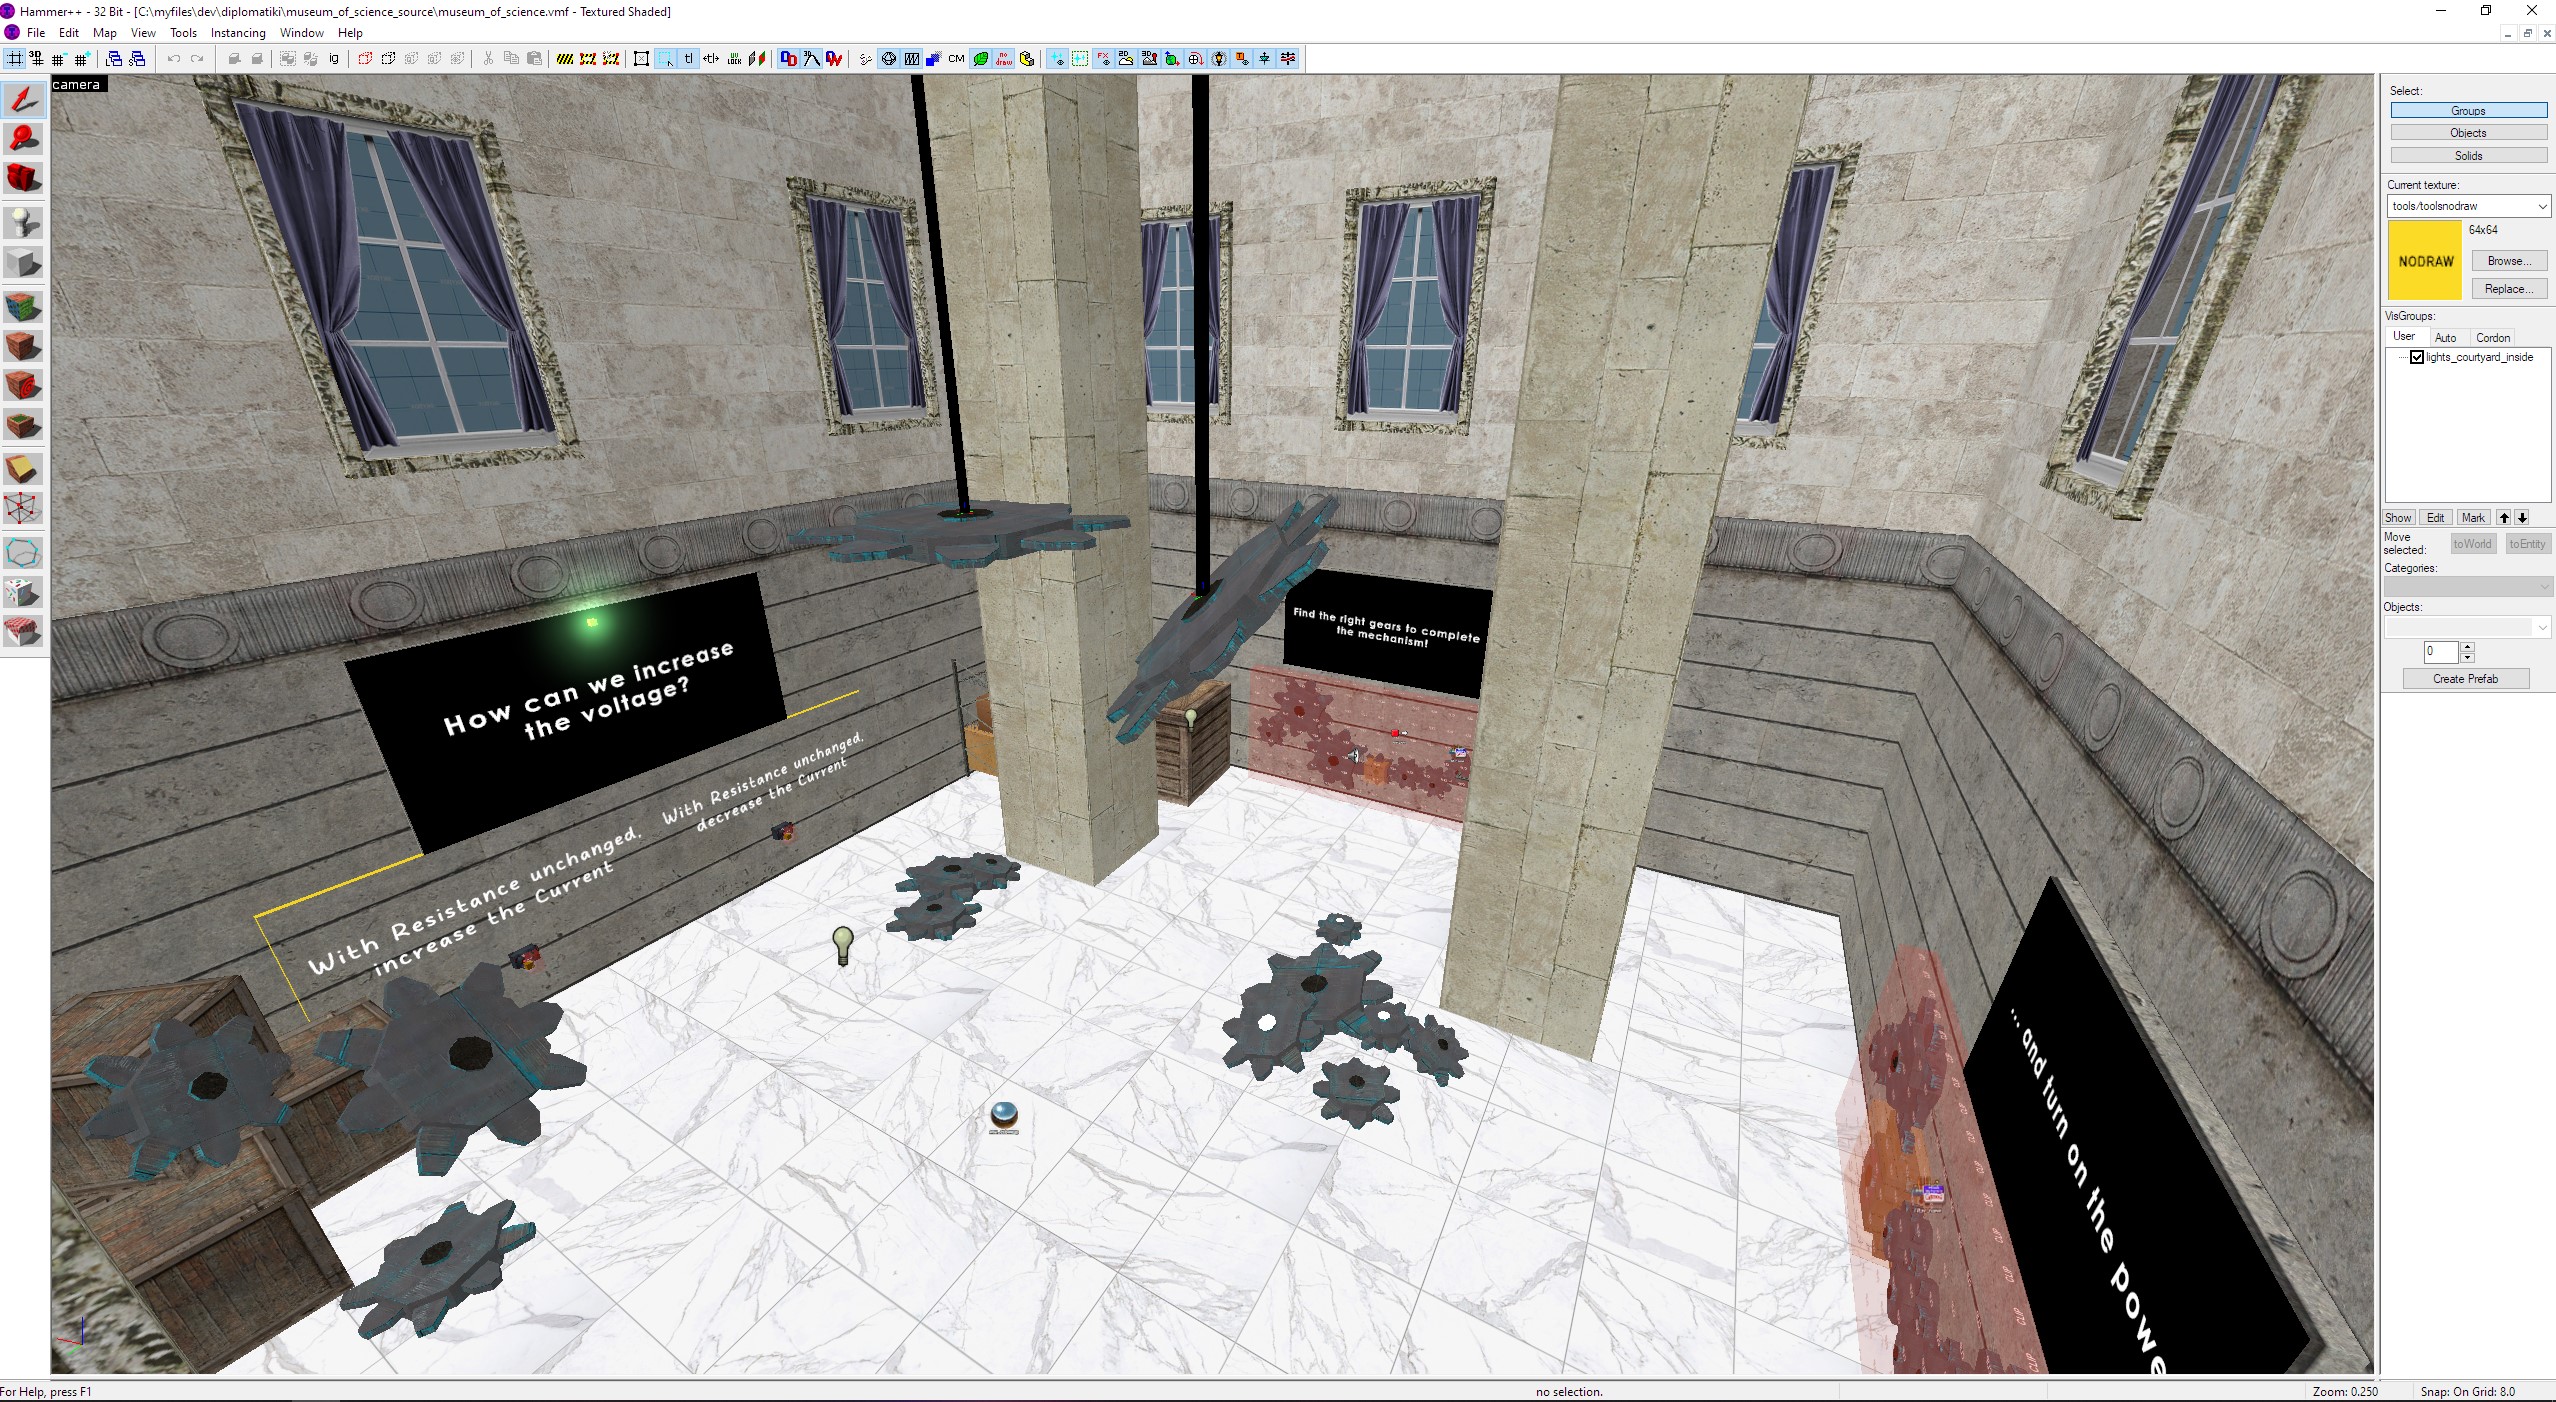 Hammer++ - 32 Bit - [C:\myfiles\dev\diplomatiki\museum_of_science_source\museum_of_science.vmf - Textured Shaded]
File Edit Map View Tools Instancing Window Help
camera
How can we increase
the voltage?
With Resistance unchanged,
increase the Current
With Resistance unchanged,
decrease the Current
Find the right gears to complete
the mechanism!
... and turn on the powe
Select:
Groups
Objects
Solids
Current texture:
tools/toolsnodraw
NODRAW
64x64
Browse...
Replace...
VisGroups:
User Auto Cordon
lights_courtyard_inside
Show Edit Mark
Move
selected:
toWorld toEntity
Categories:
Objects:
0
Create Prefab
For Help, press F1
no selection.
Zoom: 0.250
Snap: On Grid: 8.0